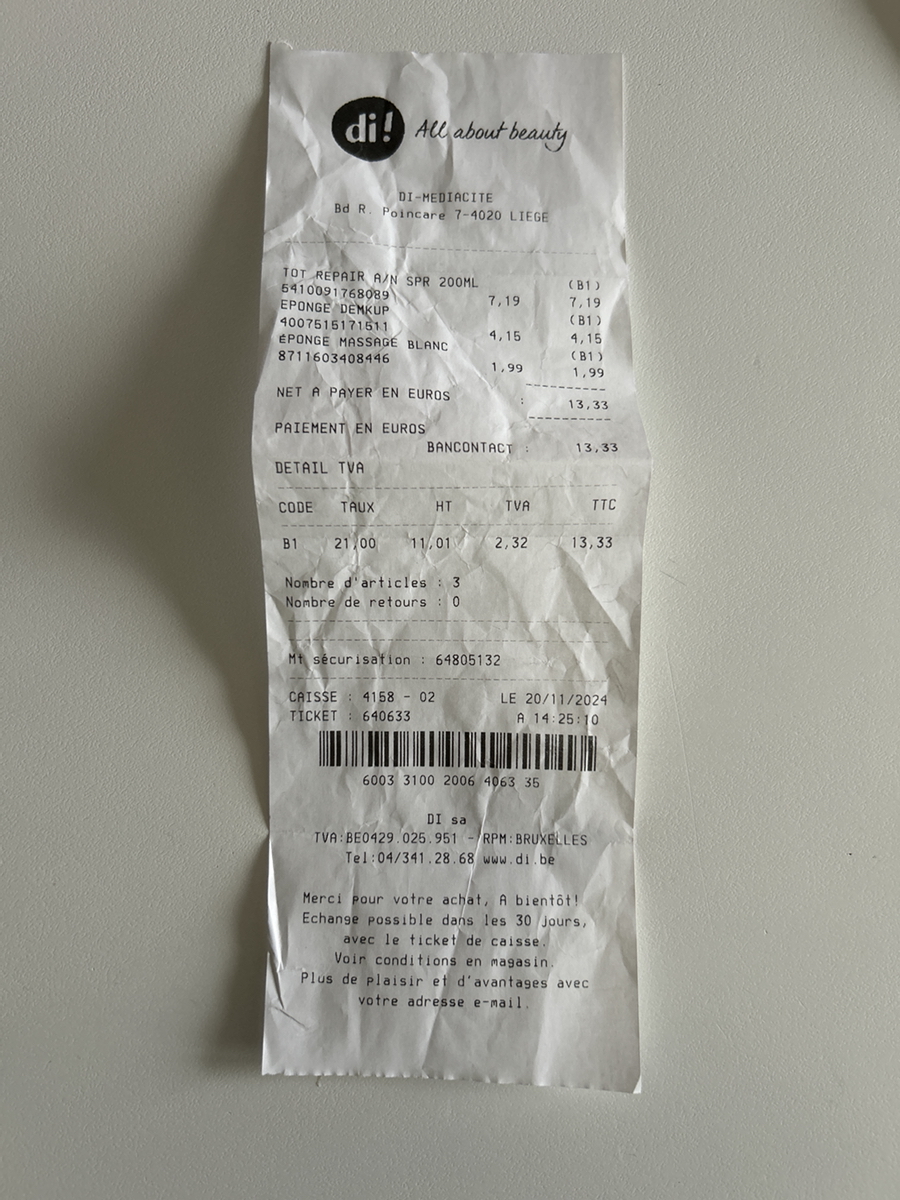 di! All about beauty
DI-MEDIACITE
Bd R. Poincare 7-4020 LIEGE
TOT REPAIR A/N SPR 200ML (B1)
5410091768089 7,19 7,19
EPONGE DEMKUP (B1)
4007515171511 4,15 4,15
EPONGE MASSAGE BLANC (B1)
8711603408446 1,99 1,99
NET A PAYER EN EUROS : 13,33
PAIEMENT EN EUROS
BANCONTACT : 13,33
DETAIL TVA
CODE TAUX HT TVA TTC
B1 21,00 11,01 2,32 13,33
Nombre d'articles : 3
Nombre de retours : 0
Mt sécurisation : 64805132
CAISSE : 4158 - 02 LE 20/11/2024
TICKET : 640633 A 14:25:10
6003 3100 2006 4063 35
DI sa
TVA:BE0429.025.951 - RPM:BRUXELLES
Tel:04/341.28.68 www.di.be
Merci pour votre achat, A bientôt!
Echange possible dans les 30 jours,
avec le ticket de caisse.
Voir conditions en magasin.
Plus de plaisir et d'avantages avec
votre adresse e-mail.